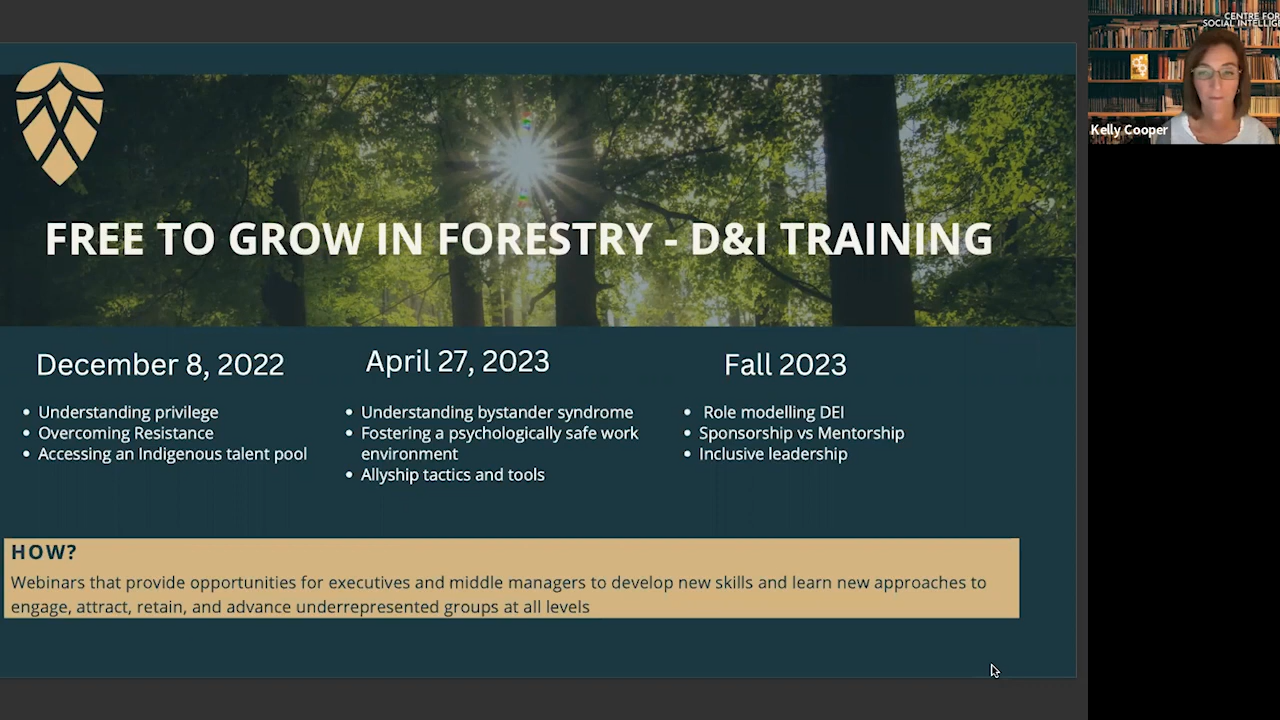 FREE TO GROW IN FORESTRY - D&I TRAINING
December 8, 2022
• Understanding privilege
• Overcoming Resistance
• Accessing an Indigenous talent pool
April 27, 2023
• Understanding bystander syndrome
• Fostering a psychologically safe work
environment
• Allyship tactics and tools
Fall 2023
• Role modelling DEI
• Sponsorship vs Mentorship
• Inclusive leadership
HOW?
Webinars that provide opportunities for executives and middle managers to develop new skills and learn new approaches to
engage, attract, retain, and advance underrepresented groups at all levels
CENTRE FOR
SOCIAL
Kelly Cooper